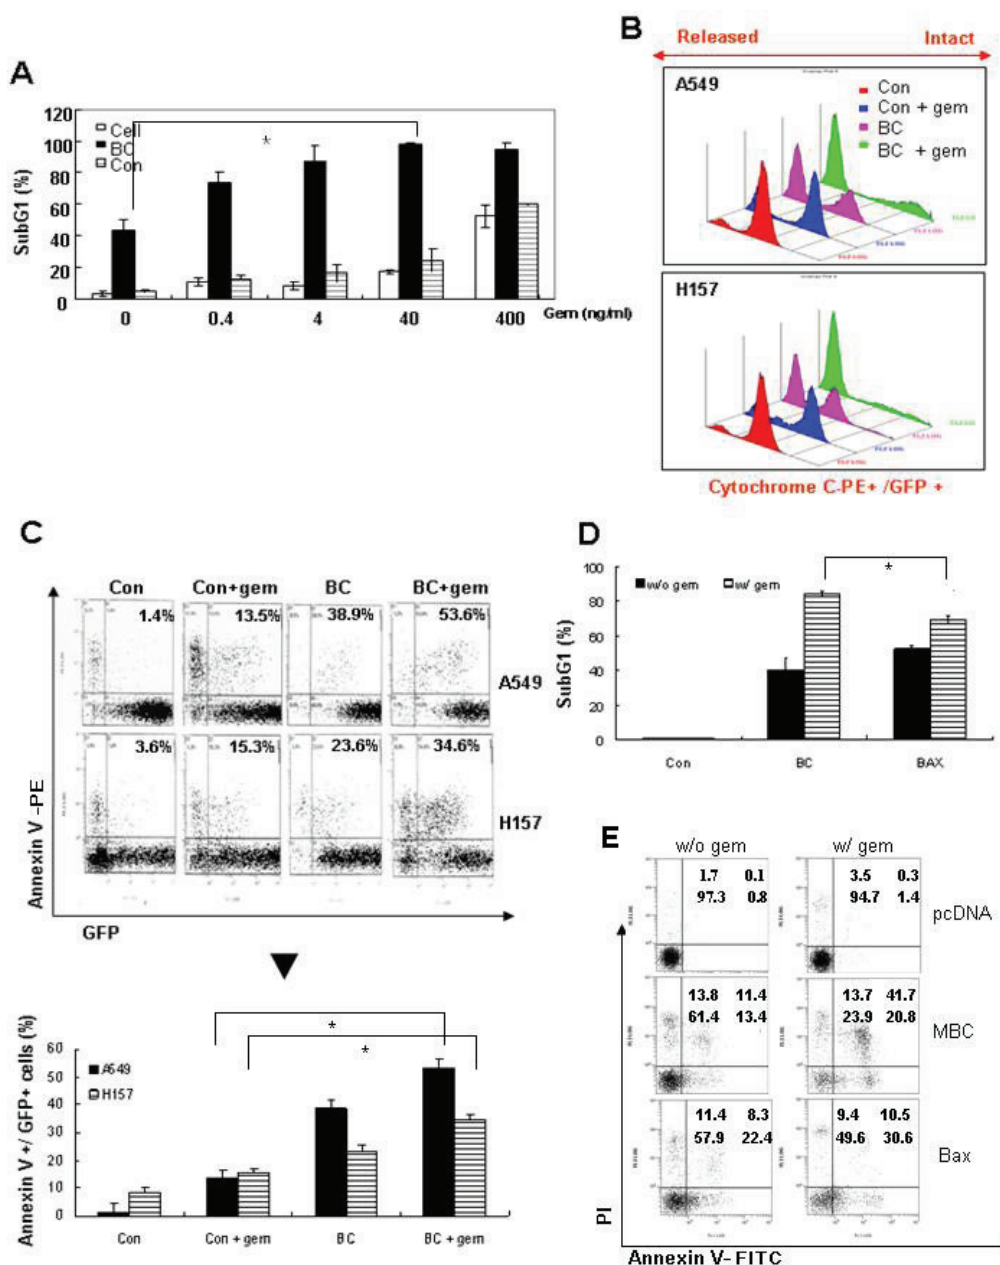 A
120
100
80
60
40
20
0
SubG1 (%)
Cell
BC
Con
*
0 0.4 4 40 400
Gem (ng/ml)
B
Released Intact
A549
Con
Con + gem
BC
BC + gem
H157
Cytochrome C-PE+ /GFP +
C
Con Con+gem BC BC+gem
1.4% 13.5% 38.9% 53.6%
A549
3.6% 15.3% 23.6% 34.6%
H157
Annexin V -PE
GFP
Annexin V +/ GFP+ cells (%)
60
50
40
30
20
10
0
A549
H157
*
*
Con Con + gem BC BC + gem
D
100
80
60
40
20
0
SubG1 (%)
w/o gem w/ gem
*
Con BC BAX
E
w/o gem w/ gem
1.7 0.1 3.5 0.3
97.3 0.8 94.7 1.4
pcDNA
13.8 11.4 13.7 41.7
61.4 13.4 23.9 20.8
MBC
11.4 8.3 9.4 10.5
57.9 22.4 49.6 30.6
Bax
PI
Annexin V- FITC